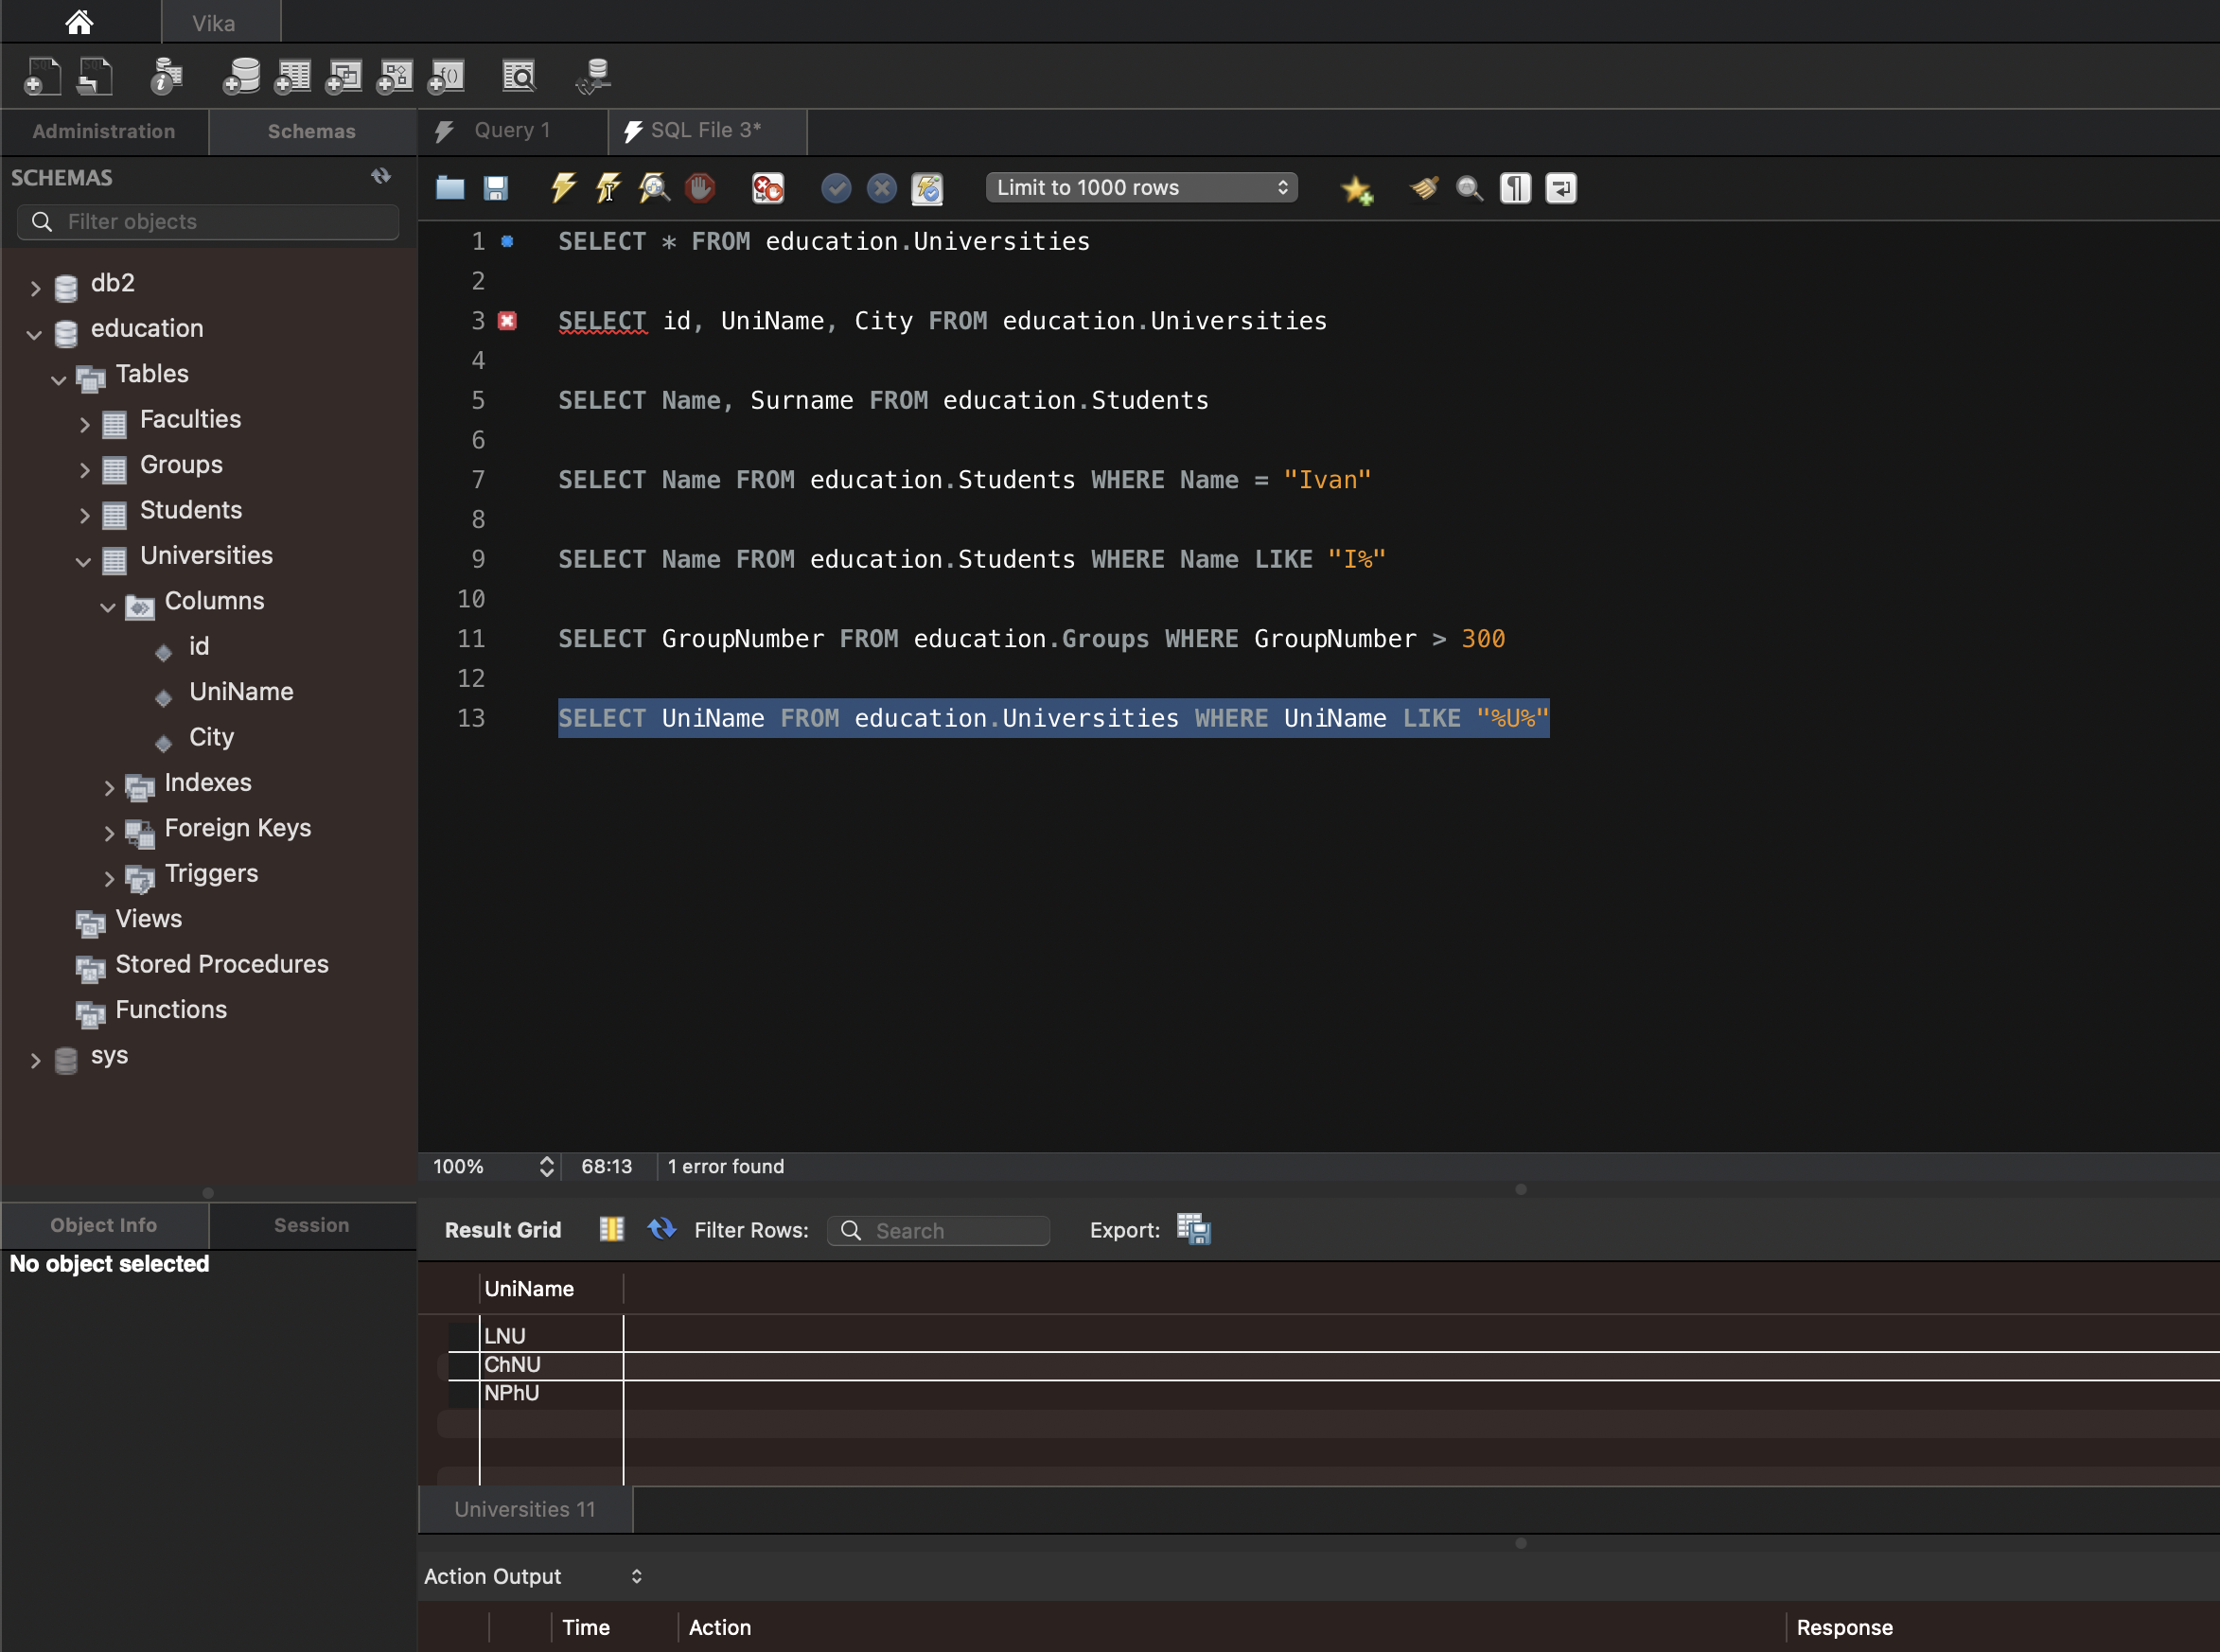 Vika
Administration
Schemas
Query 1
SQL File 3*
SCHEMAS
Filter objects
Limit to 1000 rows
db2
education
Tables
Faculties
Groups
Students
Universities
Columns
id
UniName
City
Indexes
Foreign Keys
Triggers
Views
Stored Procedures
Functions
sys
1 SELECT * FROM education.Universities
2
3 SELECT id, UniName, City FROM education.Universities
4
5 SELECT Name, Surname FROM education.Students
6
7 SELECT Name FROM education.Students WHERE Name = "Ivan"
8
9 SELECT Name FROM education.Students WHERE Name LIKE "I%"
10
11 SELECT GroupNumber FROM education.Groups WHERE GroupNumber > 300
12
13 SELECT UniName FROM education.Universities WHERE UniName LIKE "%U%"
100%
68:13
1 error found
Object Info
Session
No object selected
Result Grid
Filter Rows:
Search
Export:
UniName
LNU
ChNU
NPhU
Universities 11
Action Output
Time
Action
Response